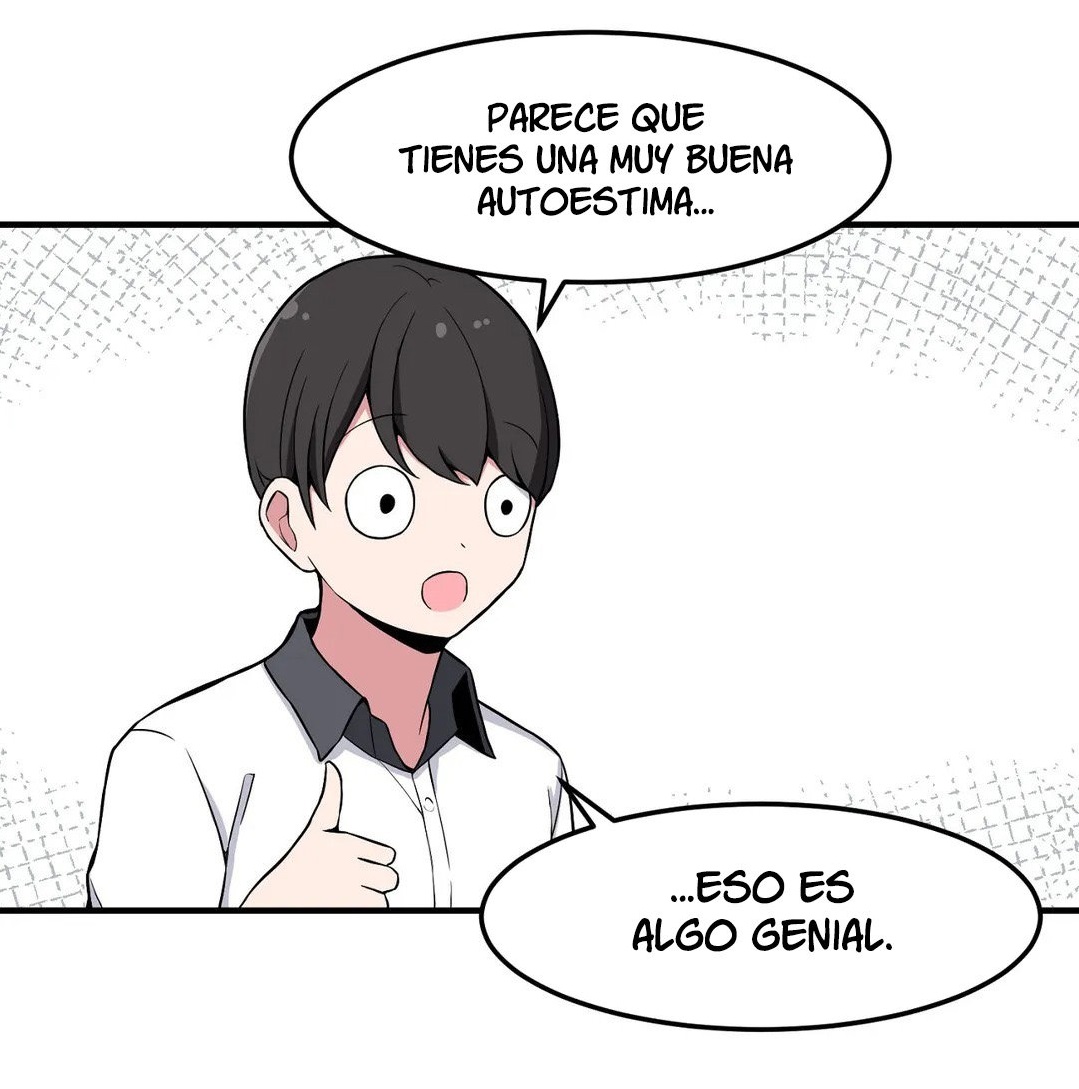 PARECE QUE
TIENES UNA MUY BUENA
AUTOESTIMA...
...ESO ES
ALGO GENIAL.